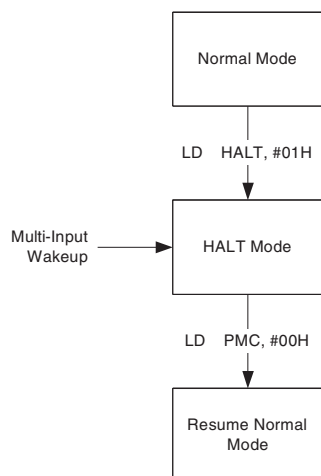 Normal Mode
LD HALT, #01H
Multi-Input
Wakeup
HALT Mode
LD PMC, #00H
Resume Normal
Mode